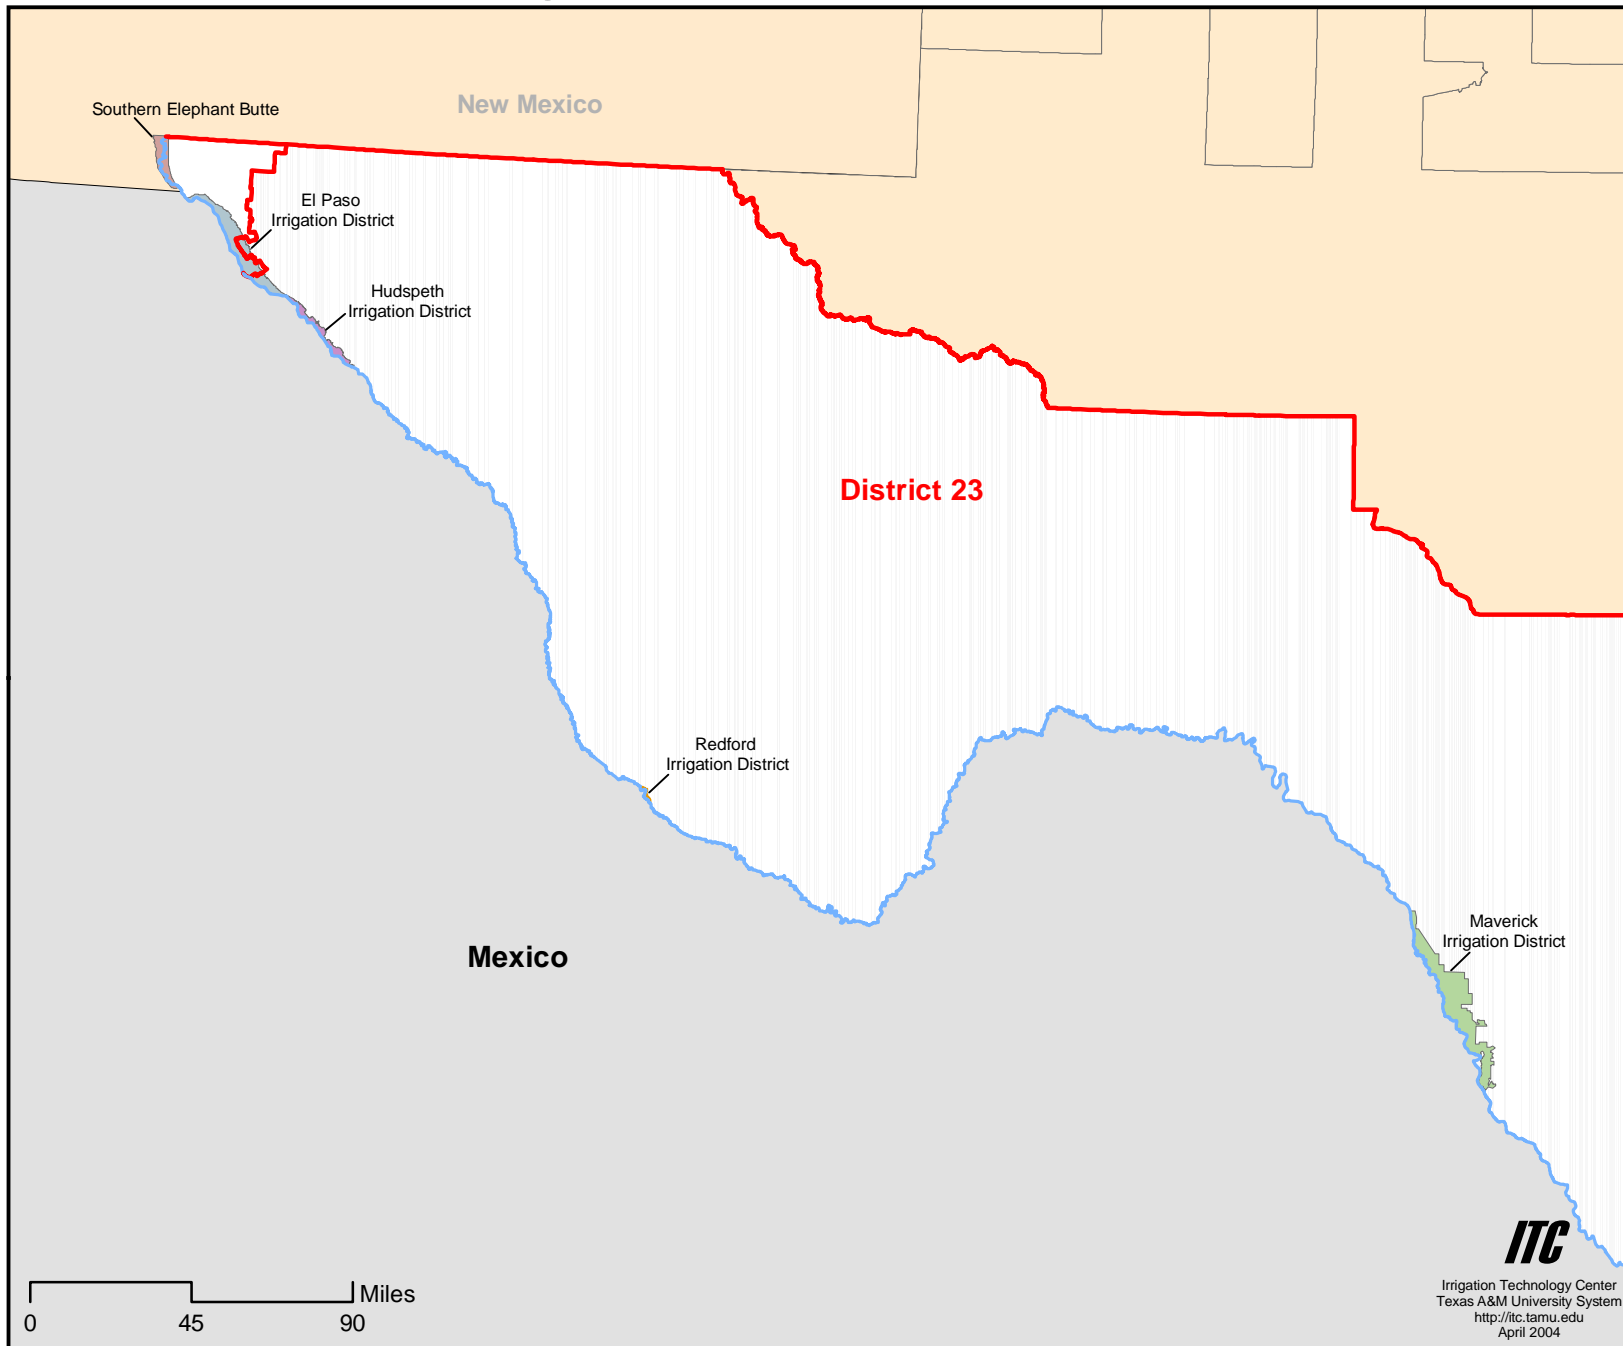 New Mexico
Southern Elephant Butte
El Paso
Irrigation District
Hudspeth
Irrigation District
District 23
Redford
Irrigation District
Maverick
Irrigation District
Mexico
ITC
Irrigation Technology Center
Texas A&M University System
http://itc.tamu.edu
April 2004
Miles
0 45 90